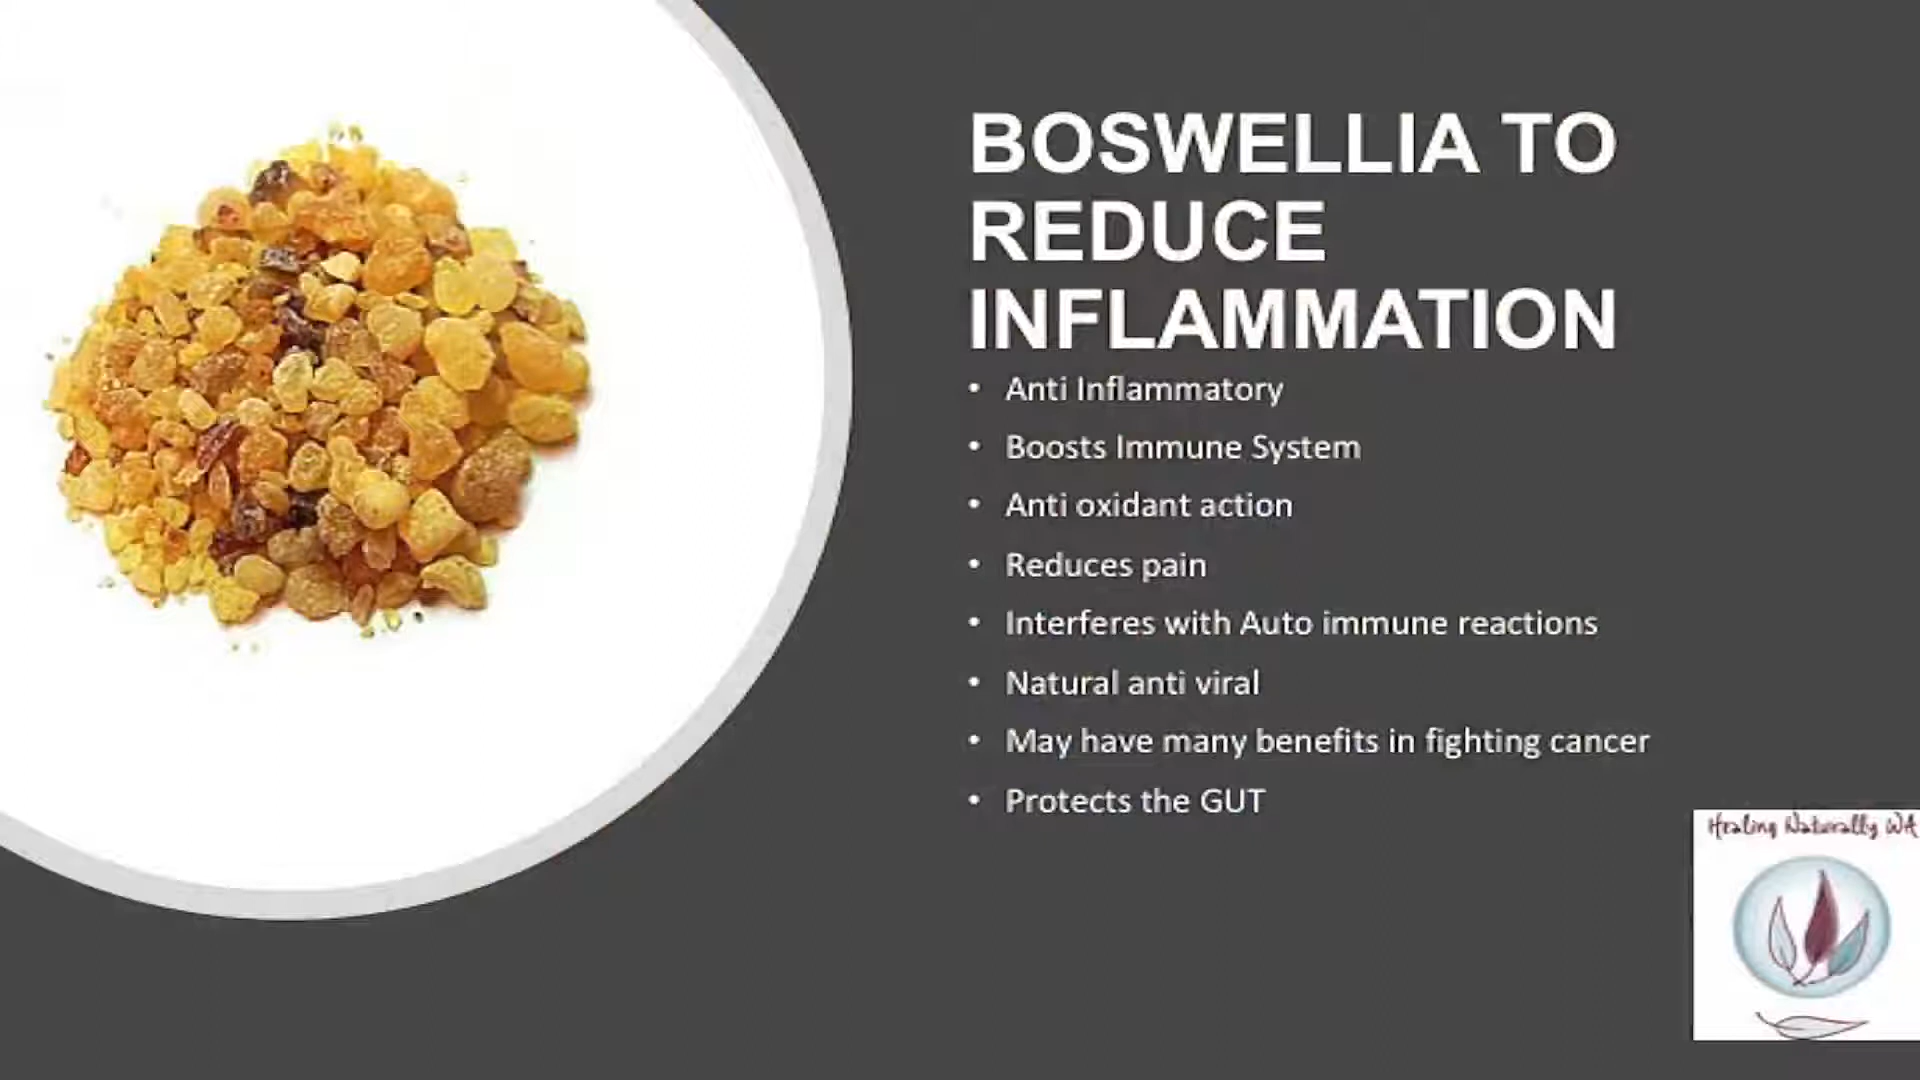 BOSWELLIA TO
REDUCE
INFLAMMATION
• Anti Inflammatory
• Boosts Immune System
• Anti oxidant action
• Reduces pain
• Interferes with Auto immune reactions
• Natural anti viral
• May have many benefits in fighting cancer
• Protects the GUT
Healing Naturally WA